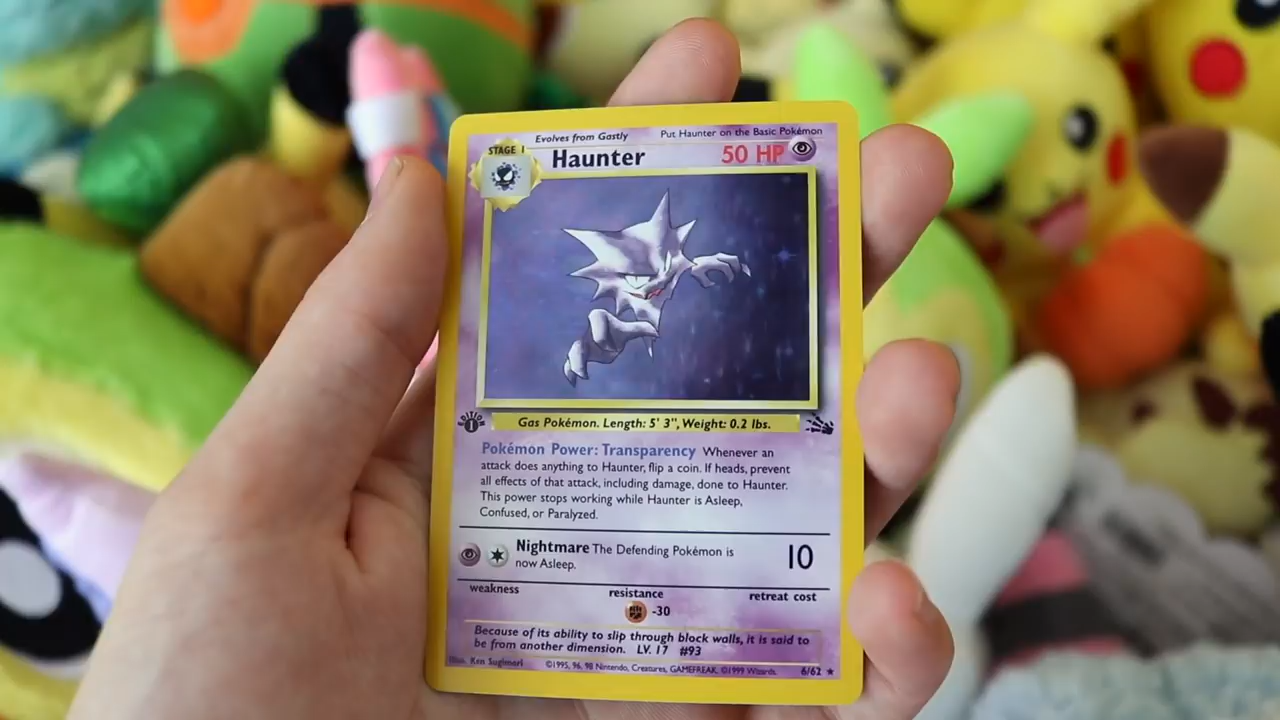 Evolves from Gastly
Put Haunter on the Basic Pokémon
STAGE 1
Haunter
50 HP
EDITION
1
Gas Pokémon. Length: 5' 3", Weight: 0.2 lbs.
Pokémon Power: Transparency Whenever an
attack does anything to Haunter, flip a coin. If heads, prevent
all effects of that attack, including damage, done to Haunter.
This power stops working while Haunter is Asleep,
Confused, or Paralyzed.
Nightmare The Defending Pokémon is
now Asleep.
10
weakness
resistance
retreat cost
-30
Because of its ability to slip through block walls, it is said to
be from another dimension. LV. 17 #93
Illus. Ken Sugimori
©1995, 96, 98 Nintendo, Creatures, GAMEFREAK. ©1999 Wizards.
6/62 ★